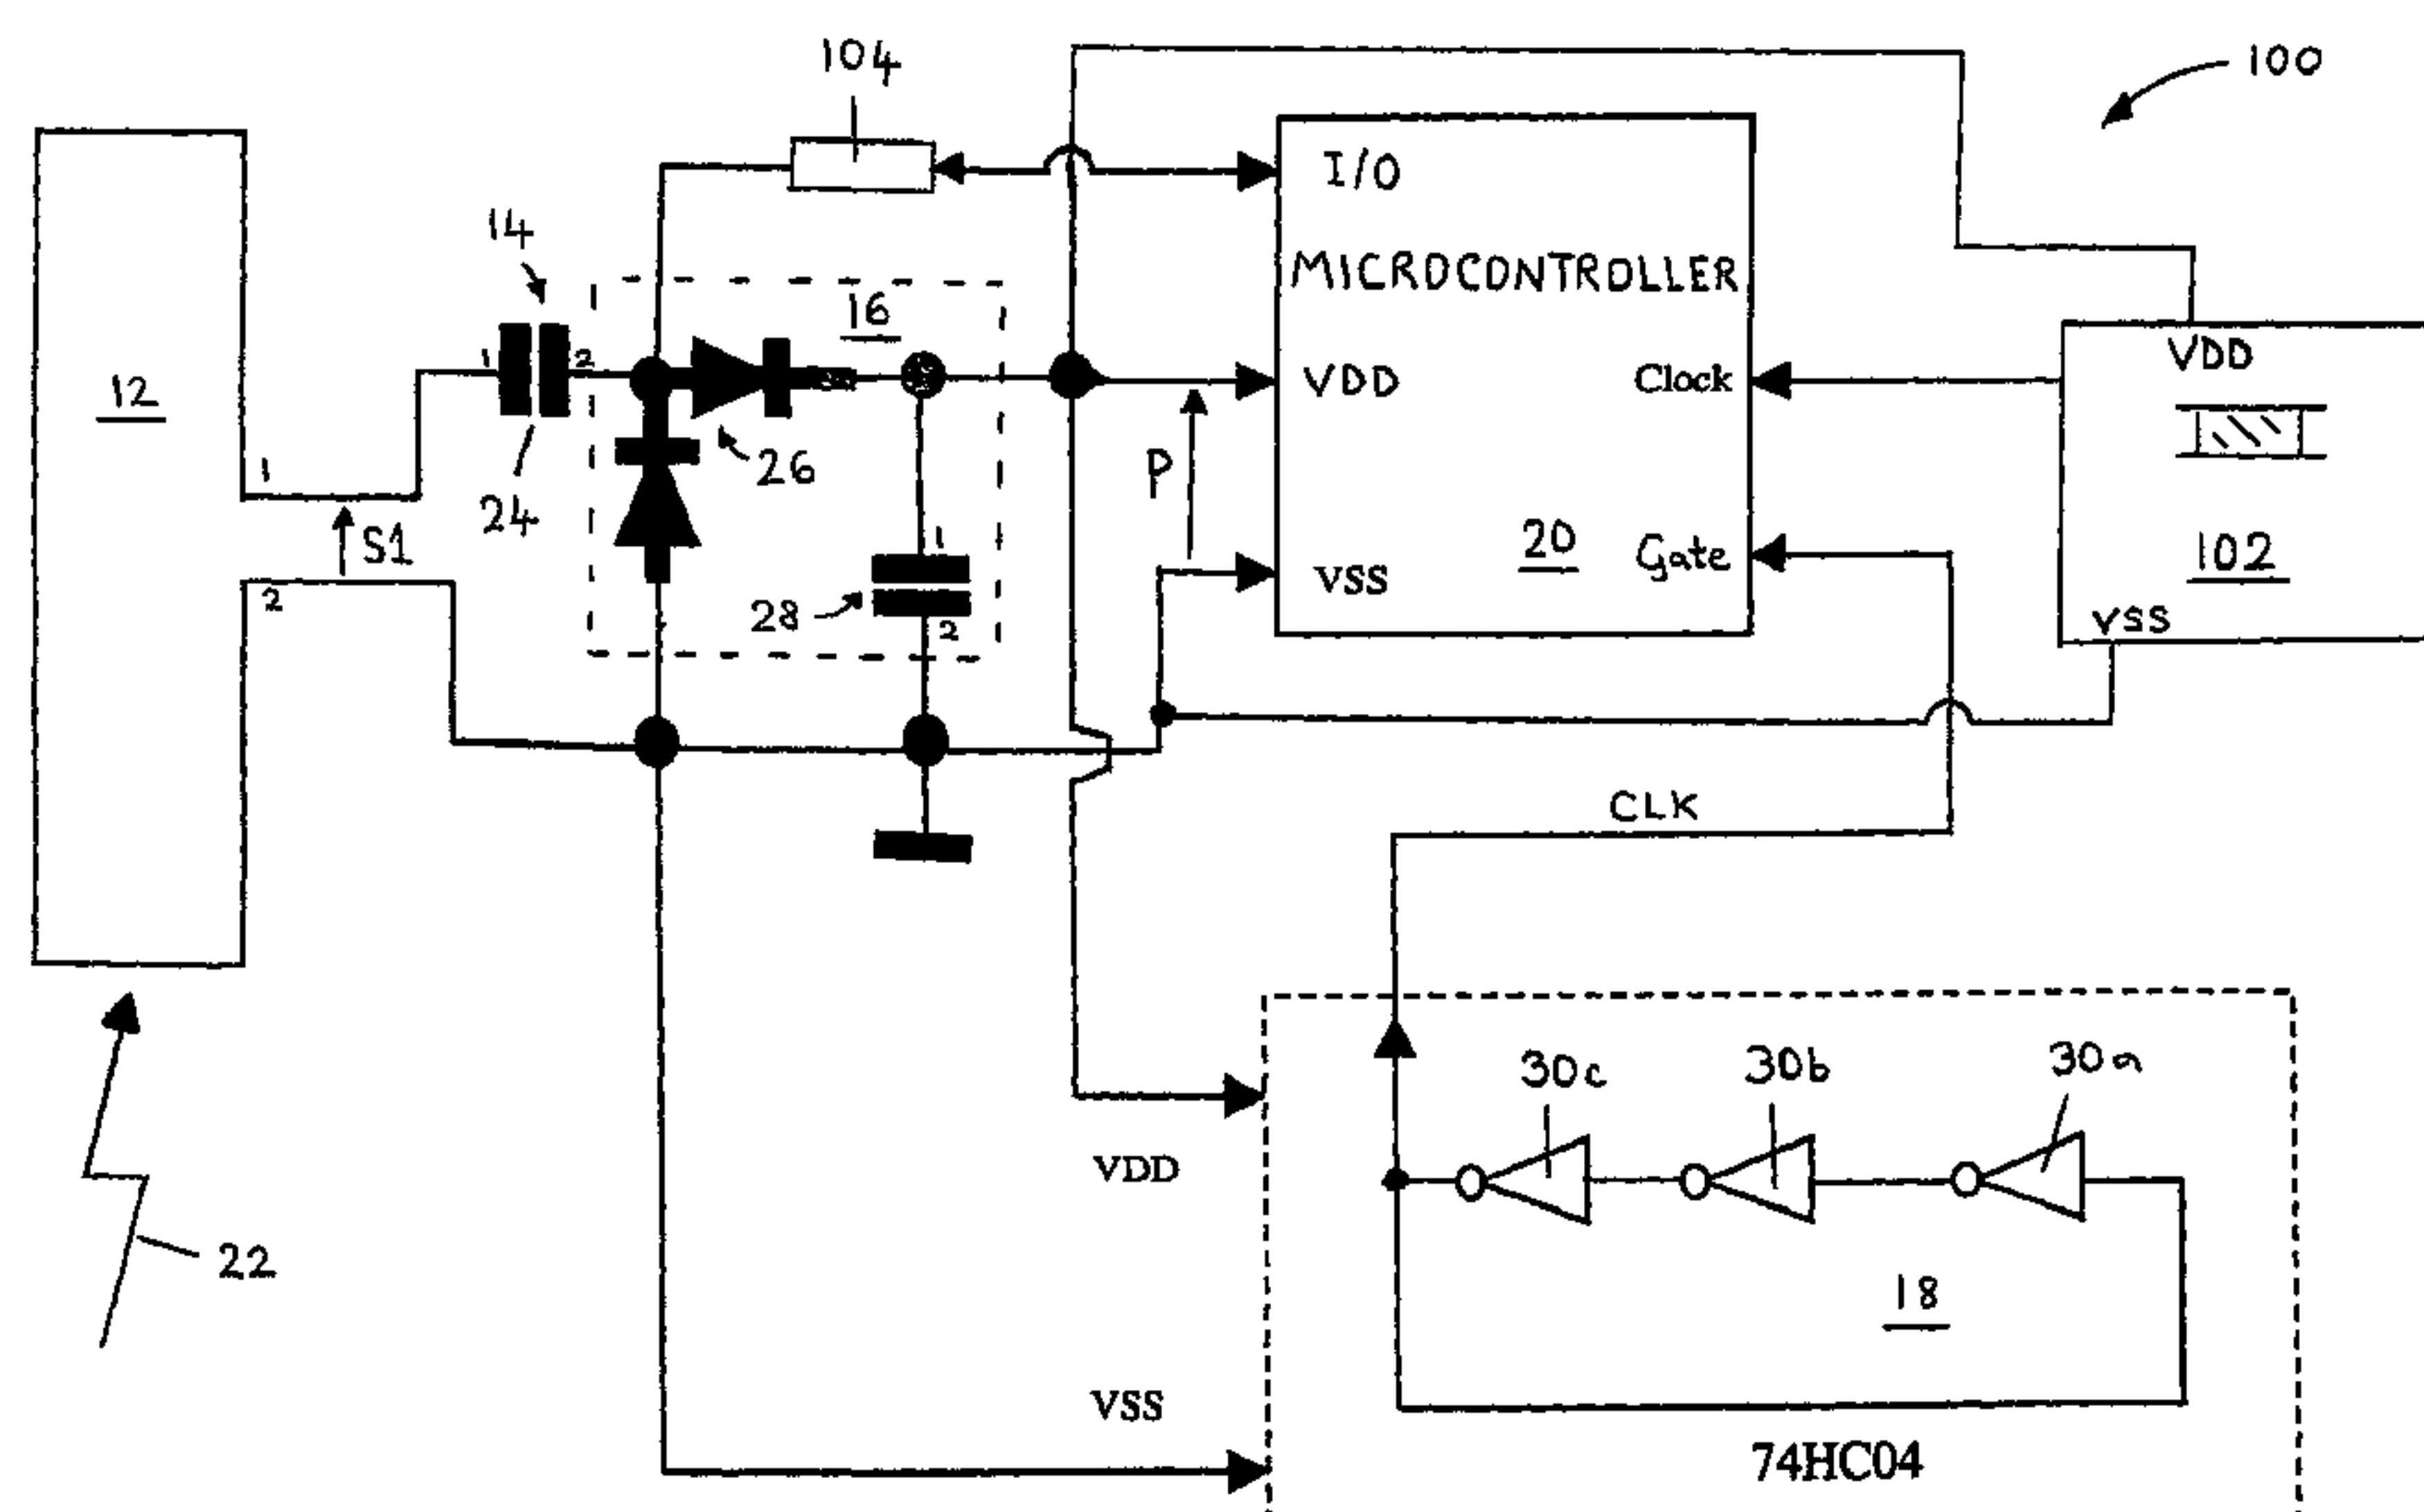 104
100
I/O
14
MICROCONTROLLER
16
1
2
12
VDD
Clock
VDD
26
P
1
24
S1
1
20
Gate
102
2
28
VSS
2
VSS
CLK
30c
30b
30a
VDD
22
18
VSS
74HC04